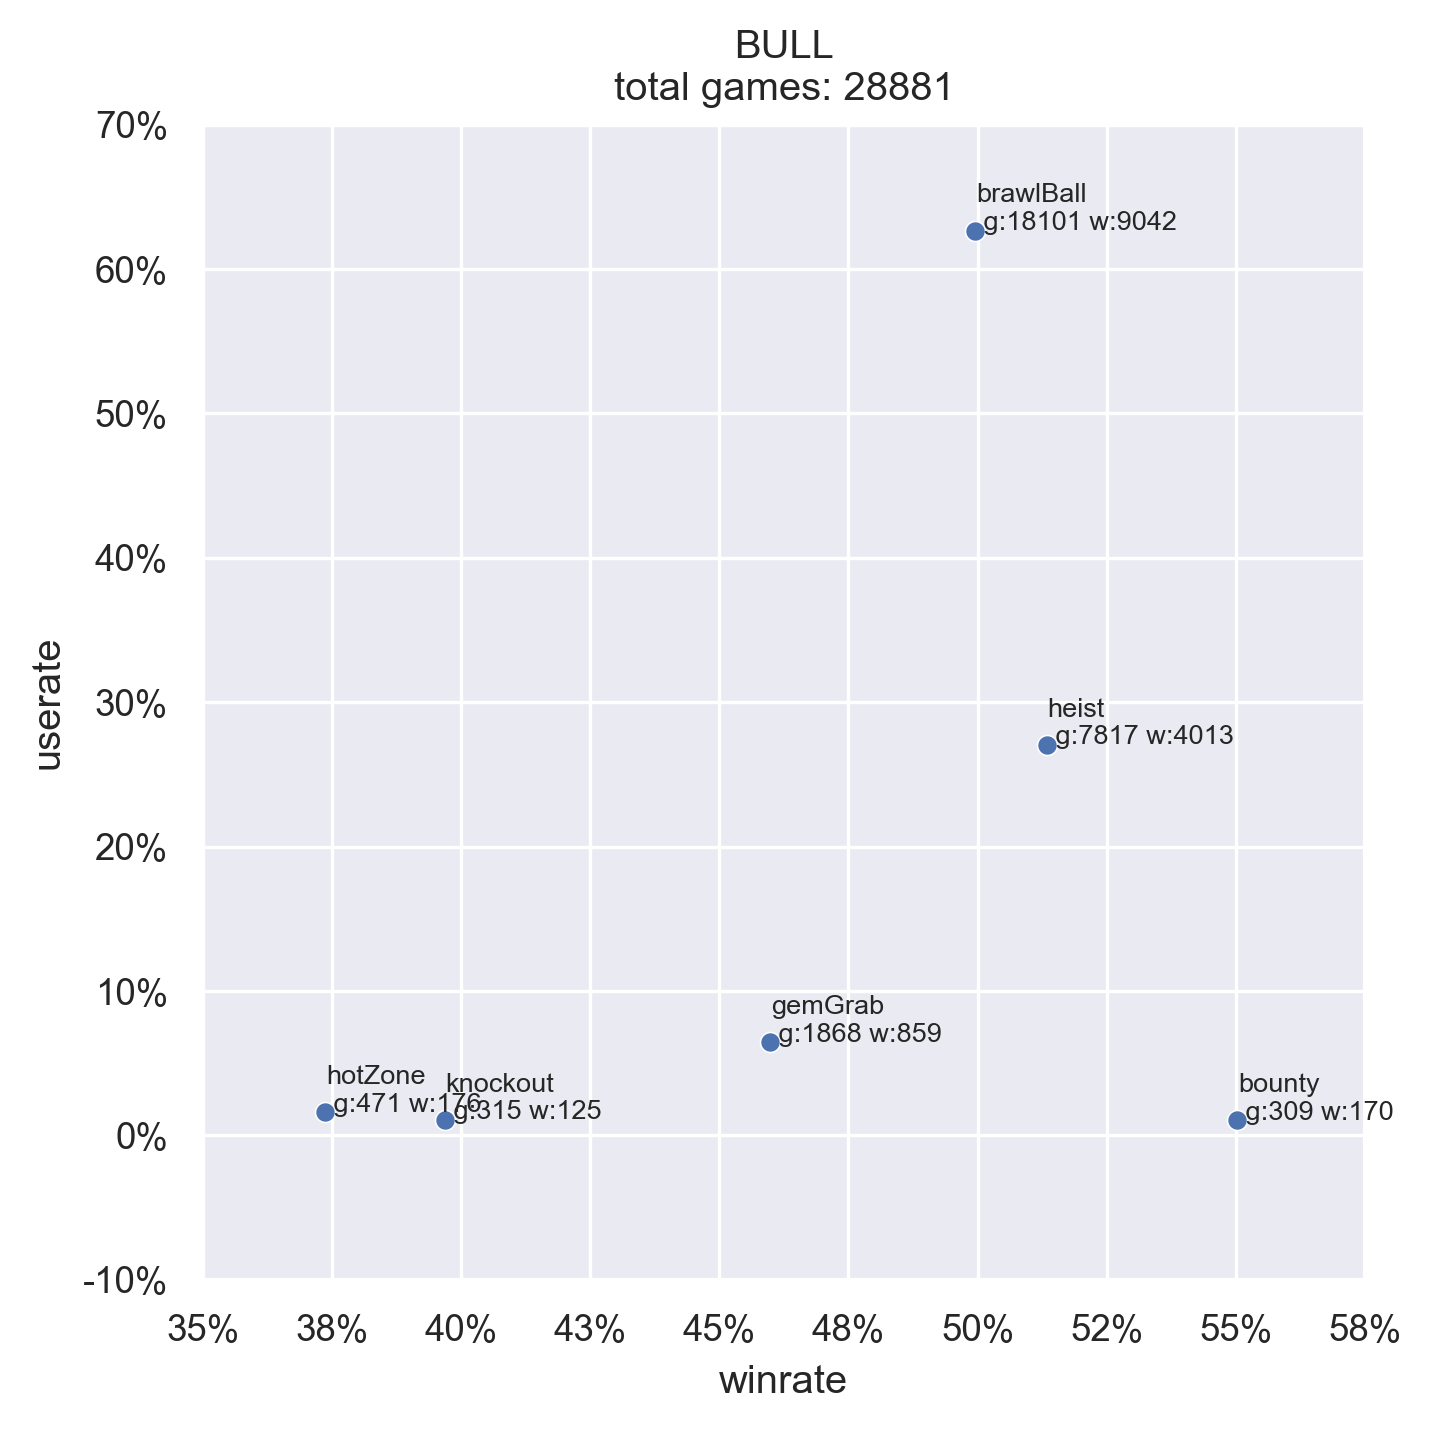 BULL
total games: 28881
70%
60%
50%
40%
30%
20%
10%
0%
-10%
userate
brawlBall
g:18101 w:9042
heist
g:7817 w:4013
gemGrab
g:1868 w:859
hotZone
g:471 w:176
knockout
g:315 w:125
bounty
g:309 w:170
35% 38% 40% 43% 45% 48% 50% 52% 55% 58%
winrate